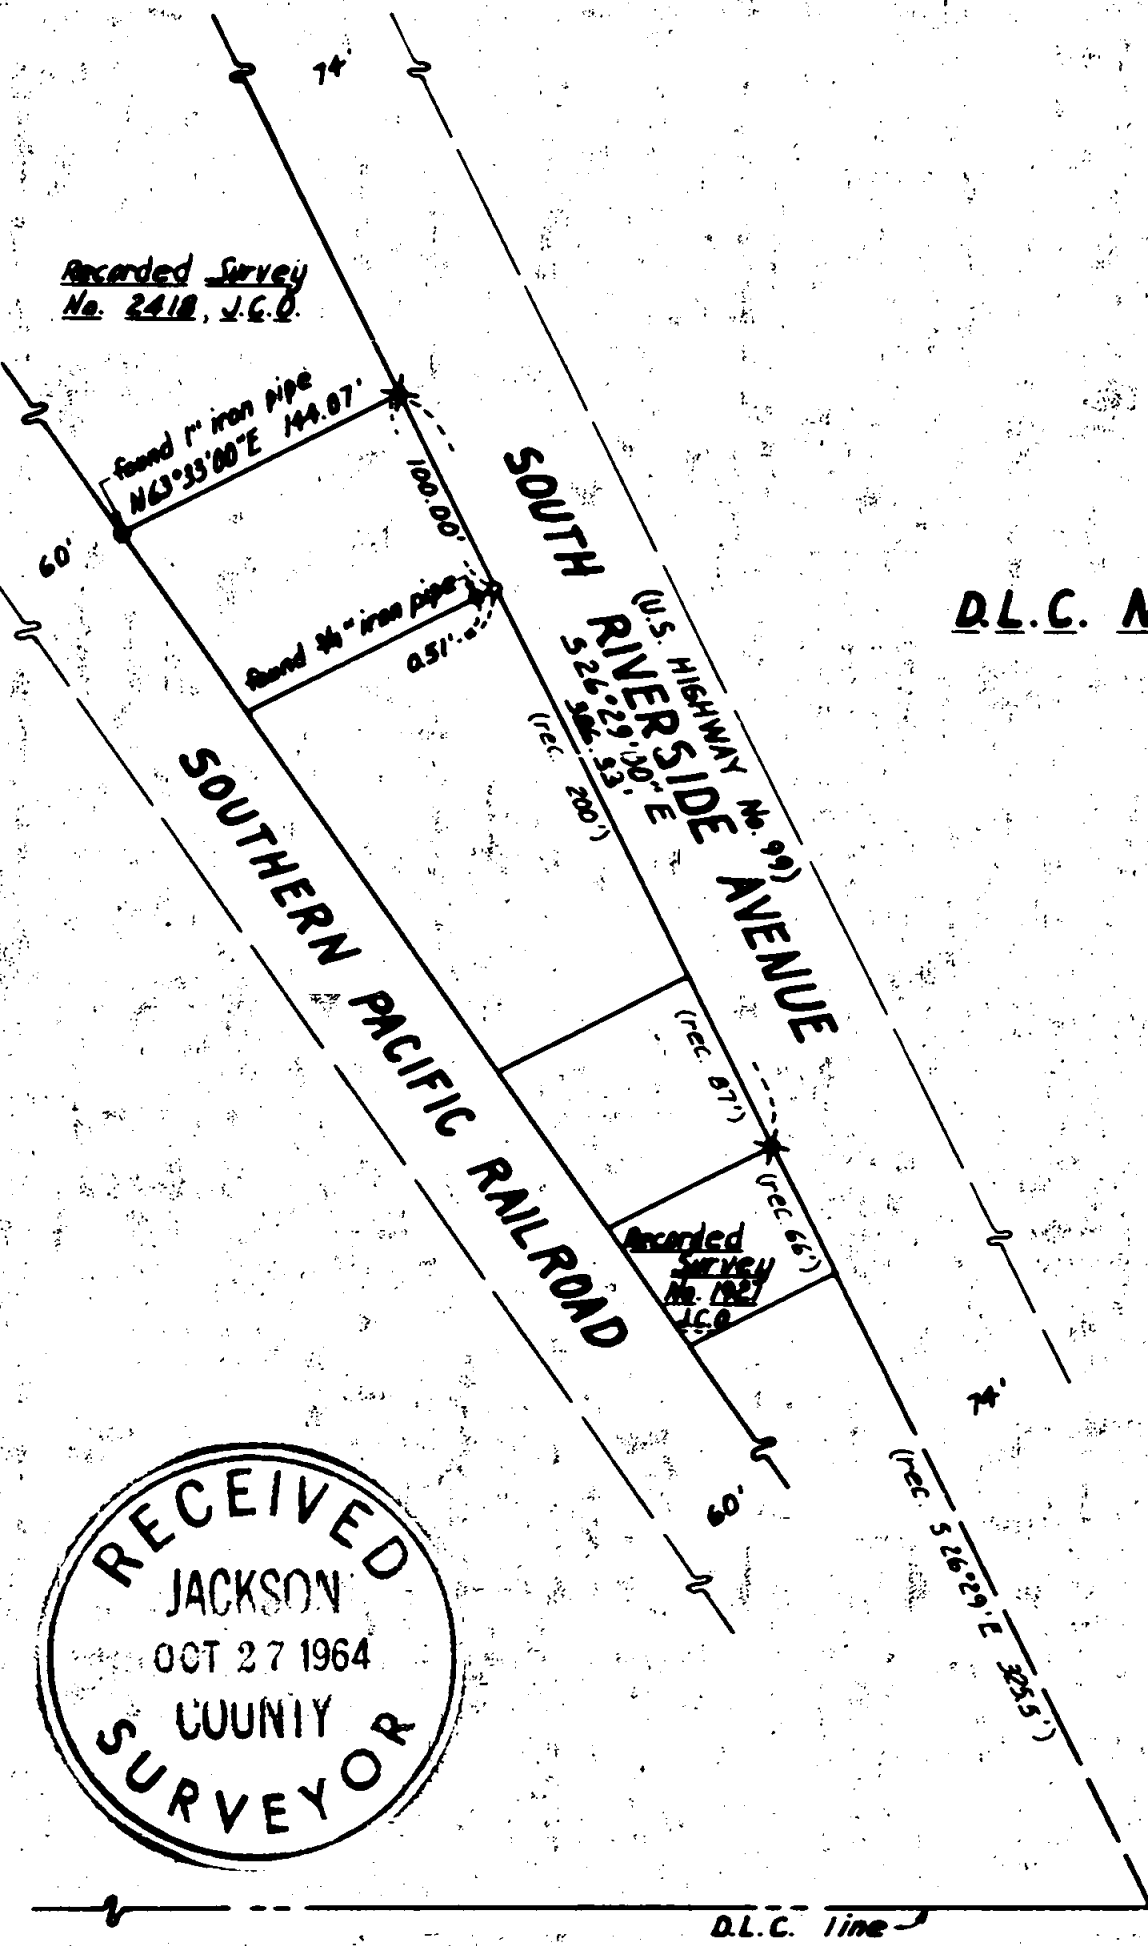 74'
Recorded Survey
No. 2418, J.C.O.
found 1" iron pipe
N63°33'00"E 144.87'
100.00'
60'
found 3/4" iron pipe
0.51'
D.L.C.
SOUTH RIVERSIDE AVENUE
(U.S. HIGHWAY No. 99)
S 26°29'00"E
(rec. 200')
SOUTHERN PACIFIC RAILROAD
(rec. 87')
(rec. 66')
Recorded
Survey
No. 1927
J.C.O.
74'
60'
(rec. S 26°29'E 325.5')
RECEIVED
JACKSON
OCT 27 1964
COUNTY
SURVEYOR
D.L.C. line